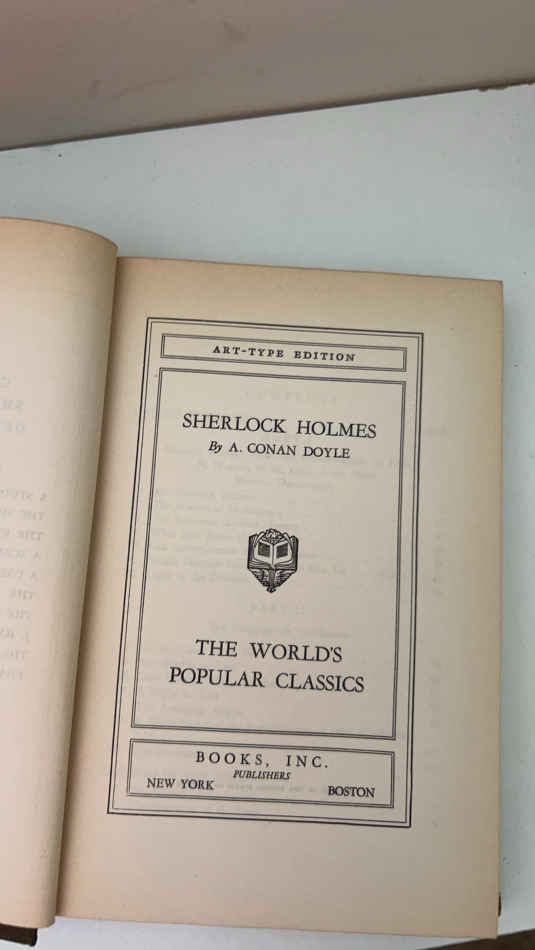 ART-TYPE EDITION
SHERLOCK HOLMES
By A. CONAN DOYLE
THE WORLD'S
POPULAR CLASSICS
BOOKS, INC.
PUBLISHERS
NEW YORK BOSTON